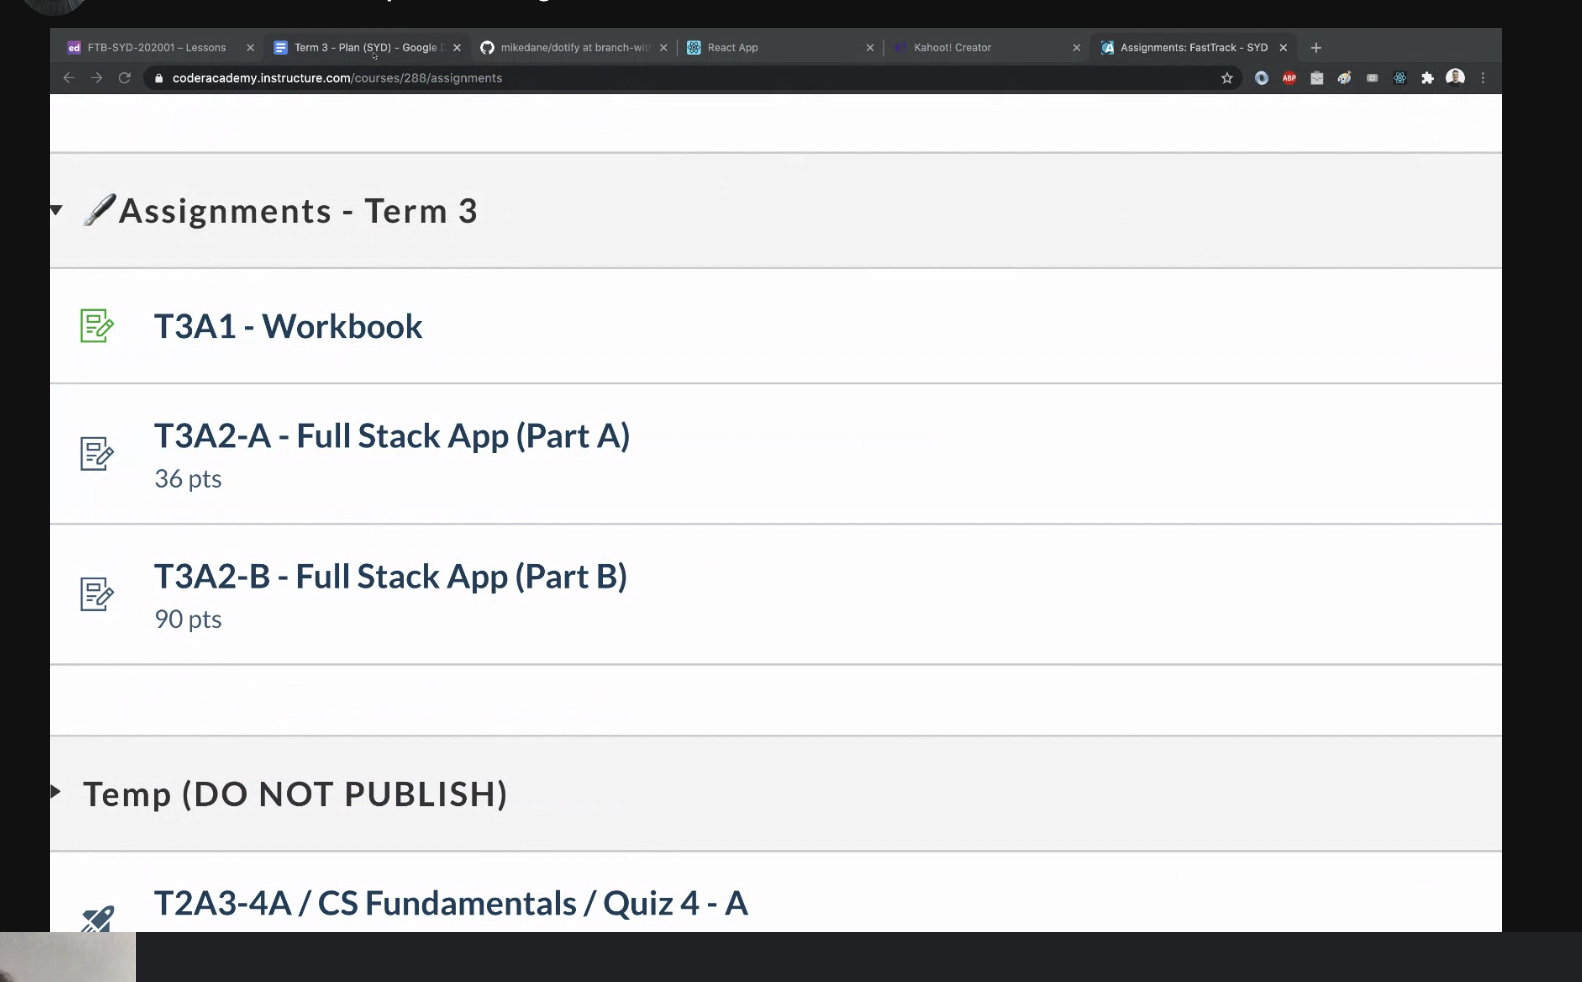 FTB-SYD-202001 – Lessons
Term 3 - Plan (SYD) - Google
mikedane/dotify at branch-wit
React App
Kahoot! Creator
Assignments: FastTrack - SYD
coderacademy.instructure.com/courses/288/assignments
ABP
Assignments - Term 3
T3A1 - Workbook
T3A2-A - Full Stack App (Part A)
36 pts
T3A2-B - Full Stack App (Part B)
90 pts
Temp (DO NOT PUBLISH)
T2A3-4A / CS Fundamentals / Quiz 4 - A